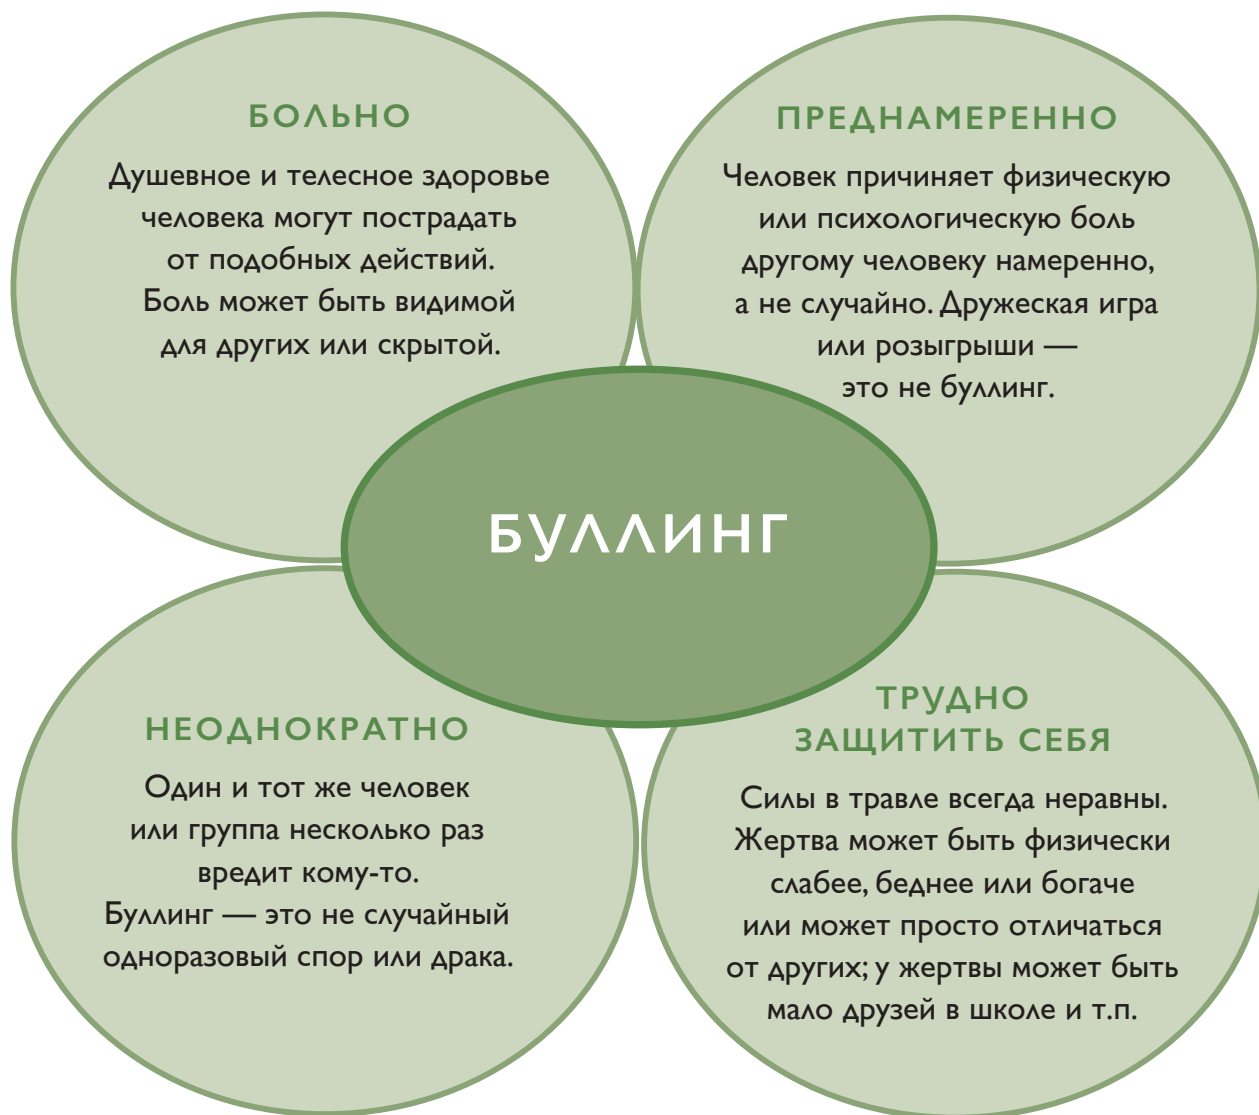 БОЛЬНО
Душевное и телесное здоровье
человека могут пострадать
от подобных действий.
Боль может быть видимой
для других или скрытой.
ПРЕДНАМЕРЕННО
Человек причиняет физическую
или психологическую боль
другому человеку намеренно,
а не случайно. Дружеская игра
или розыгрыши —
это не буллинг.
БУЛЛИНГ
НЕОДНОКРАТНО
Один и тот же человек
или группа несколько раз
вредит кому-то.
Буллинг — это не случайный
одноразовый спор или драка.
ТРУДНО
ЗАЩИТИТЬ СЕБЯ
Силы в травле всегда неравны.
Жертва может быть физически
слабее, беднее или богаче
или может просто отличаться
от других; у жертвы может быть
мало друзей в школе и т.п.